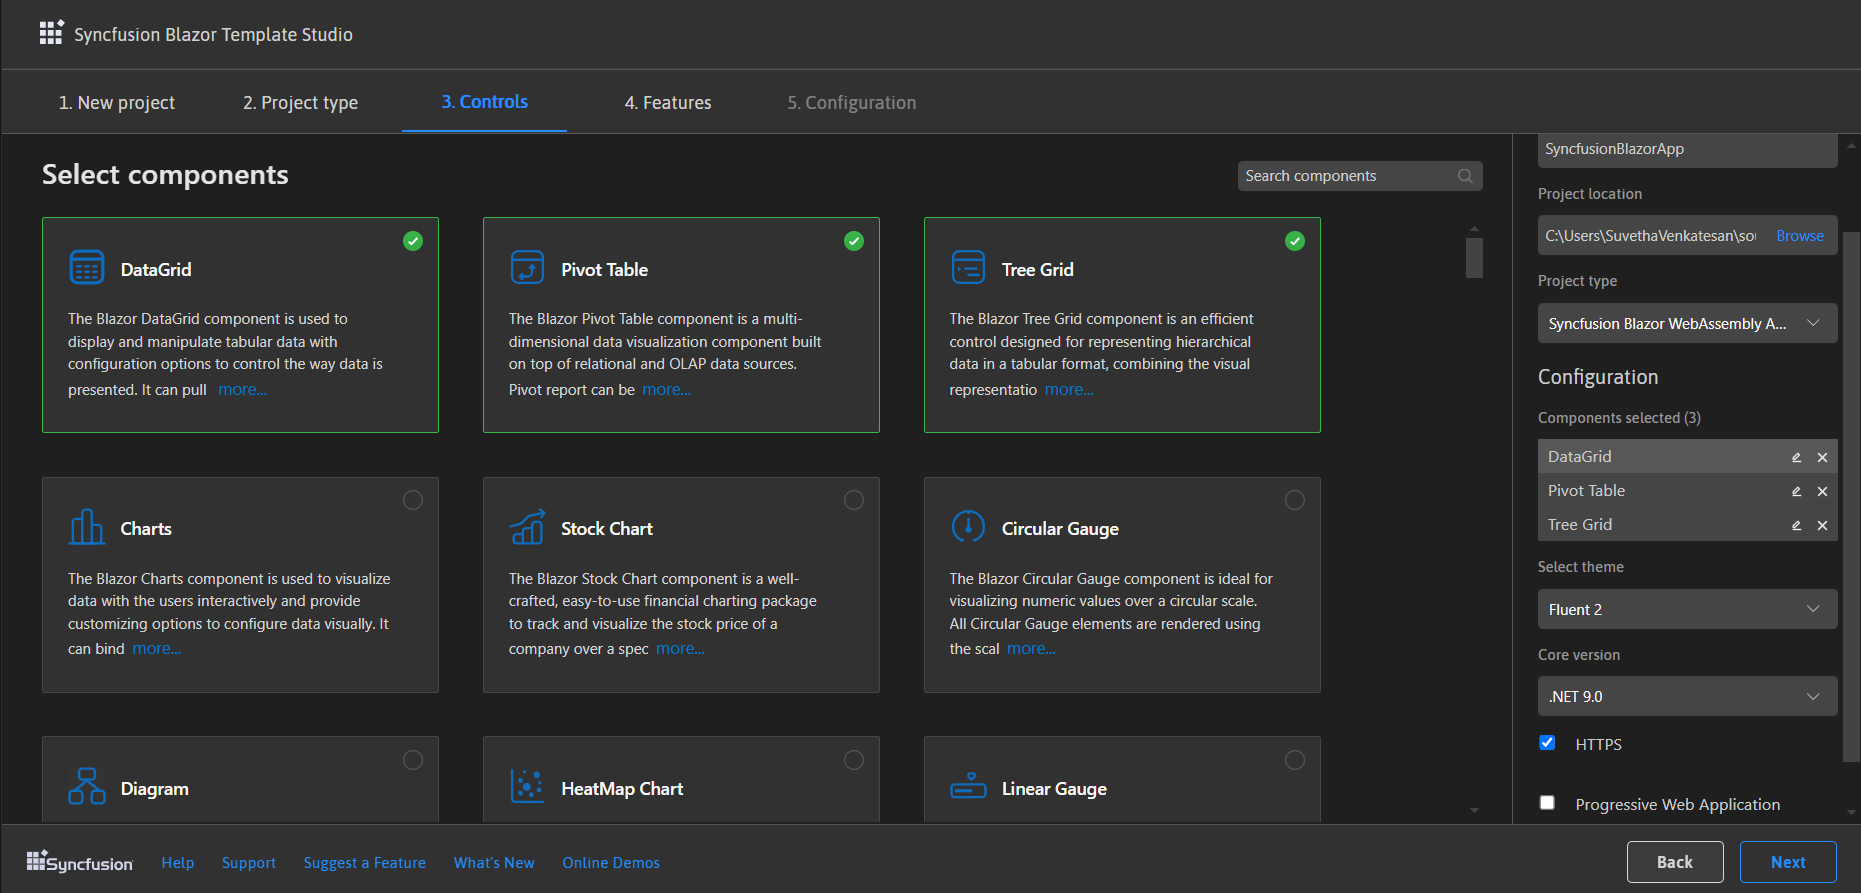 Syncfusion Blazor Template Studio
1. New project
2. Project type
3. Controls
4. Features
5. Configuration
Select components
Search components
DataGrid
The Blazor DataGrid component is used to
display and manipulate tabular data with
configuration options to control the way data is
presented. It can pull more...
Pivot Table
The Blazor Pivot Table component is a multi-
dimensional data visualization component built
on top of relational and OLAP data sources.
Pivot report can be more...
Tree Grid
The Blazor Tree Grid component is an efficient
control designed for representing hierarchical
data in a tabular format, combining the visual
representatio more...
Charts
The Blazor Charts component is used to visualize
data with the users interactively and provide
customizing options to configure data visually. It
can bind more...
Stock Chart
The Blazor Stock Chart component is a well-
crafted, easy-to-use financial charting package
to track and visualize the stock price of a
company over a spec more...
Circular Gauge
The Blazor Circular Gauge component is ideal for
visualizing numeric values over a circular scale.
All Circular Gauge elements are rendered using
the scal more...
Diagram
HeatMap Chart
Linear Gauge
SyncfusionBlazorApp
Project location
C:\Users\SuvethaVenkatesan\sou Browse
Project type
Syncfusion Blazor WebAssembly A...
Configuration
Components selected (3)
DataGrid
Pivot Table
Tree Grid
Select theme
Fluent 2
Core version
.NET 9.0
HTTPS
Progressive Web Application
Syncfusion
Help
Support
Suggest a Feature
What's New
Online Demos
Back
Next